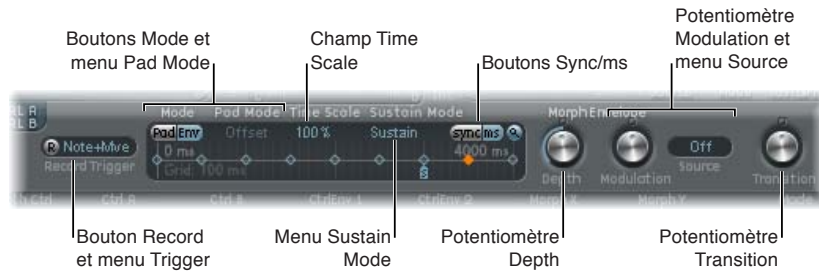 Potentiomètre
Boutons Mode et
menu Pad Mode
Champ Time
Scale
Boutons Sync/ms
Modulation et
menu Source
Mode
Pad Mode
Time Scale
Sustain Mode
Morph Envelope
Pad Env
Offset
100 %
Sustain
sync ms
R Note+Mve
0 ms
4000 ms
Off
Record Trigger
Grid: 100 ms
S
Depth
Modulation
Source
Transition
Ctrl A
Ctrl B
CtrlEnv 1
CtrlEnv 2
Morph X
Morph Y
Mode
Bouton Record
et menu Trigger
Menu Sustain
Mode
Potentiomètre
Depth
Potentiomètre
Transition